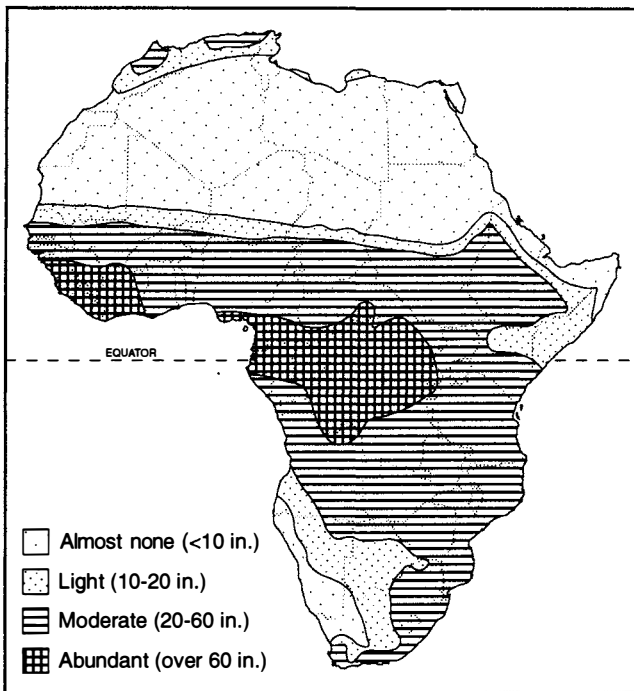 EQUATOR
Almost none (<10 in.)
Light (10-20 in.)
Moderate (20-60 in.)
Abundant (over 60 in.)